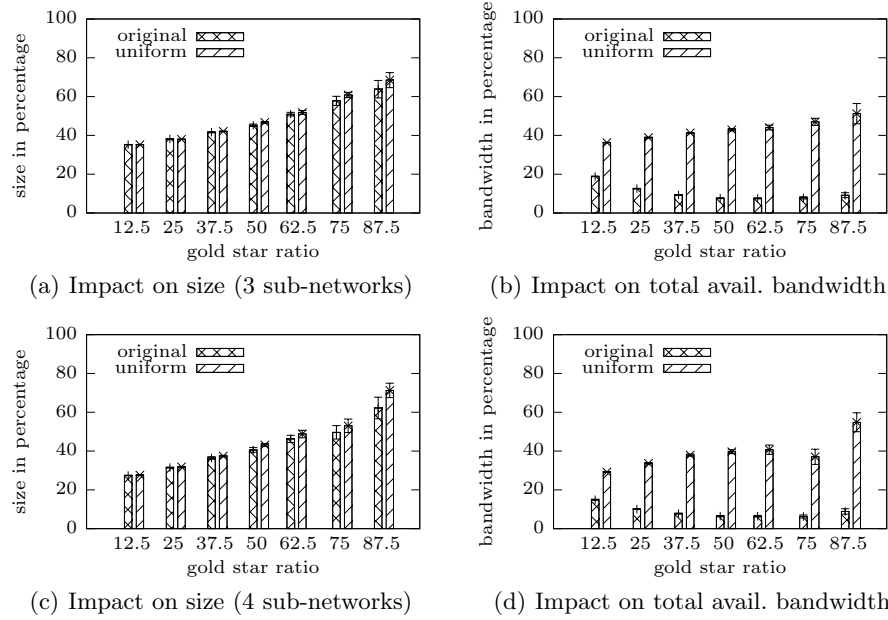 size in percentage
100
80
60
40
20
0
original
uniform
12.5 25 37.5 50 62.5 75 87.5
gold star ratio
(a) Impact on size (3 sub-networks)
bandwidth in percentage
100
80
60
40
20
0
original
uniform
12.5 25 37.5 50 62.5 75 87.5
gold star ratio
(b) Impact on total avail. bandwidth
size in percentage
100
80
60
40
20
0
original
uniform
12.5 25 37.5 50 62.5 75 87.5
gold star ratio
(c) Impact on size (4 sub-networks)
bandwidth in percentage
100
80
60
40
20
0
original
uniform
12.5 25 37.5 50 62.5 75 87.5
gold star ratio
(d) Impact on total avail. bandwidth